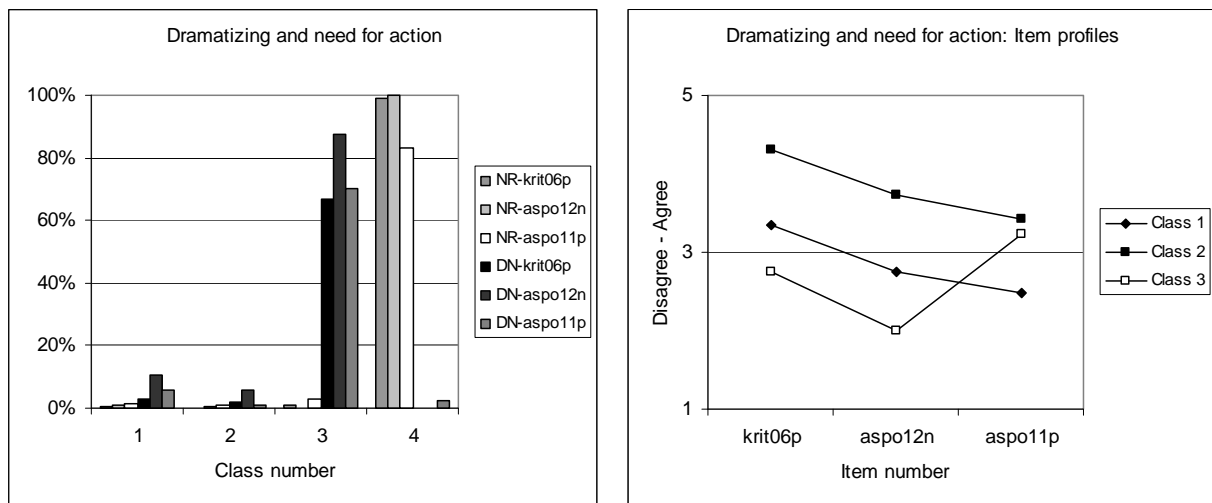 Dramatizing and need for action
100%
80%
60%
40%
20%
0%
1 2 3 4
Class number
NR-krit06p
NR-aspo12n
NR-aspo11p
DN-krit06p
DN-aspo12n
DN-aspo11p
Dramatizing and need for action: Item profiles
Disagree - Agree
5
3
1
krit06p aspo12n aspo11p
Item number
Class 1
Class 2
Class 3